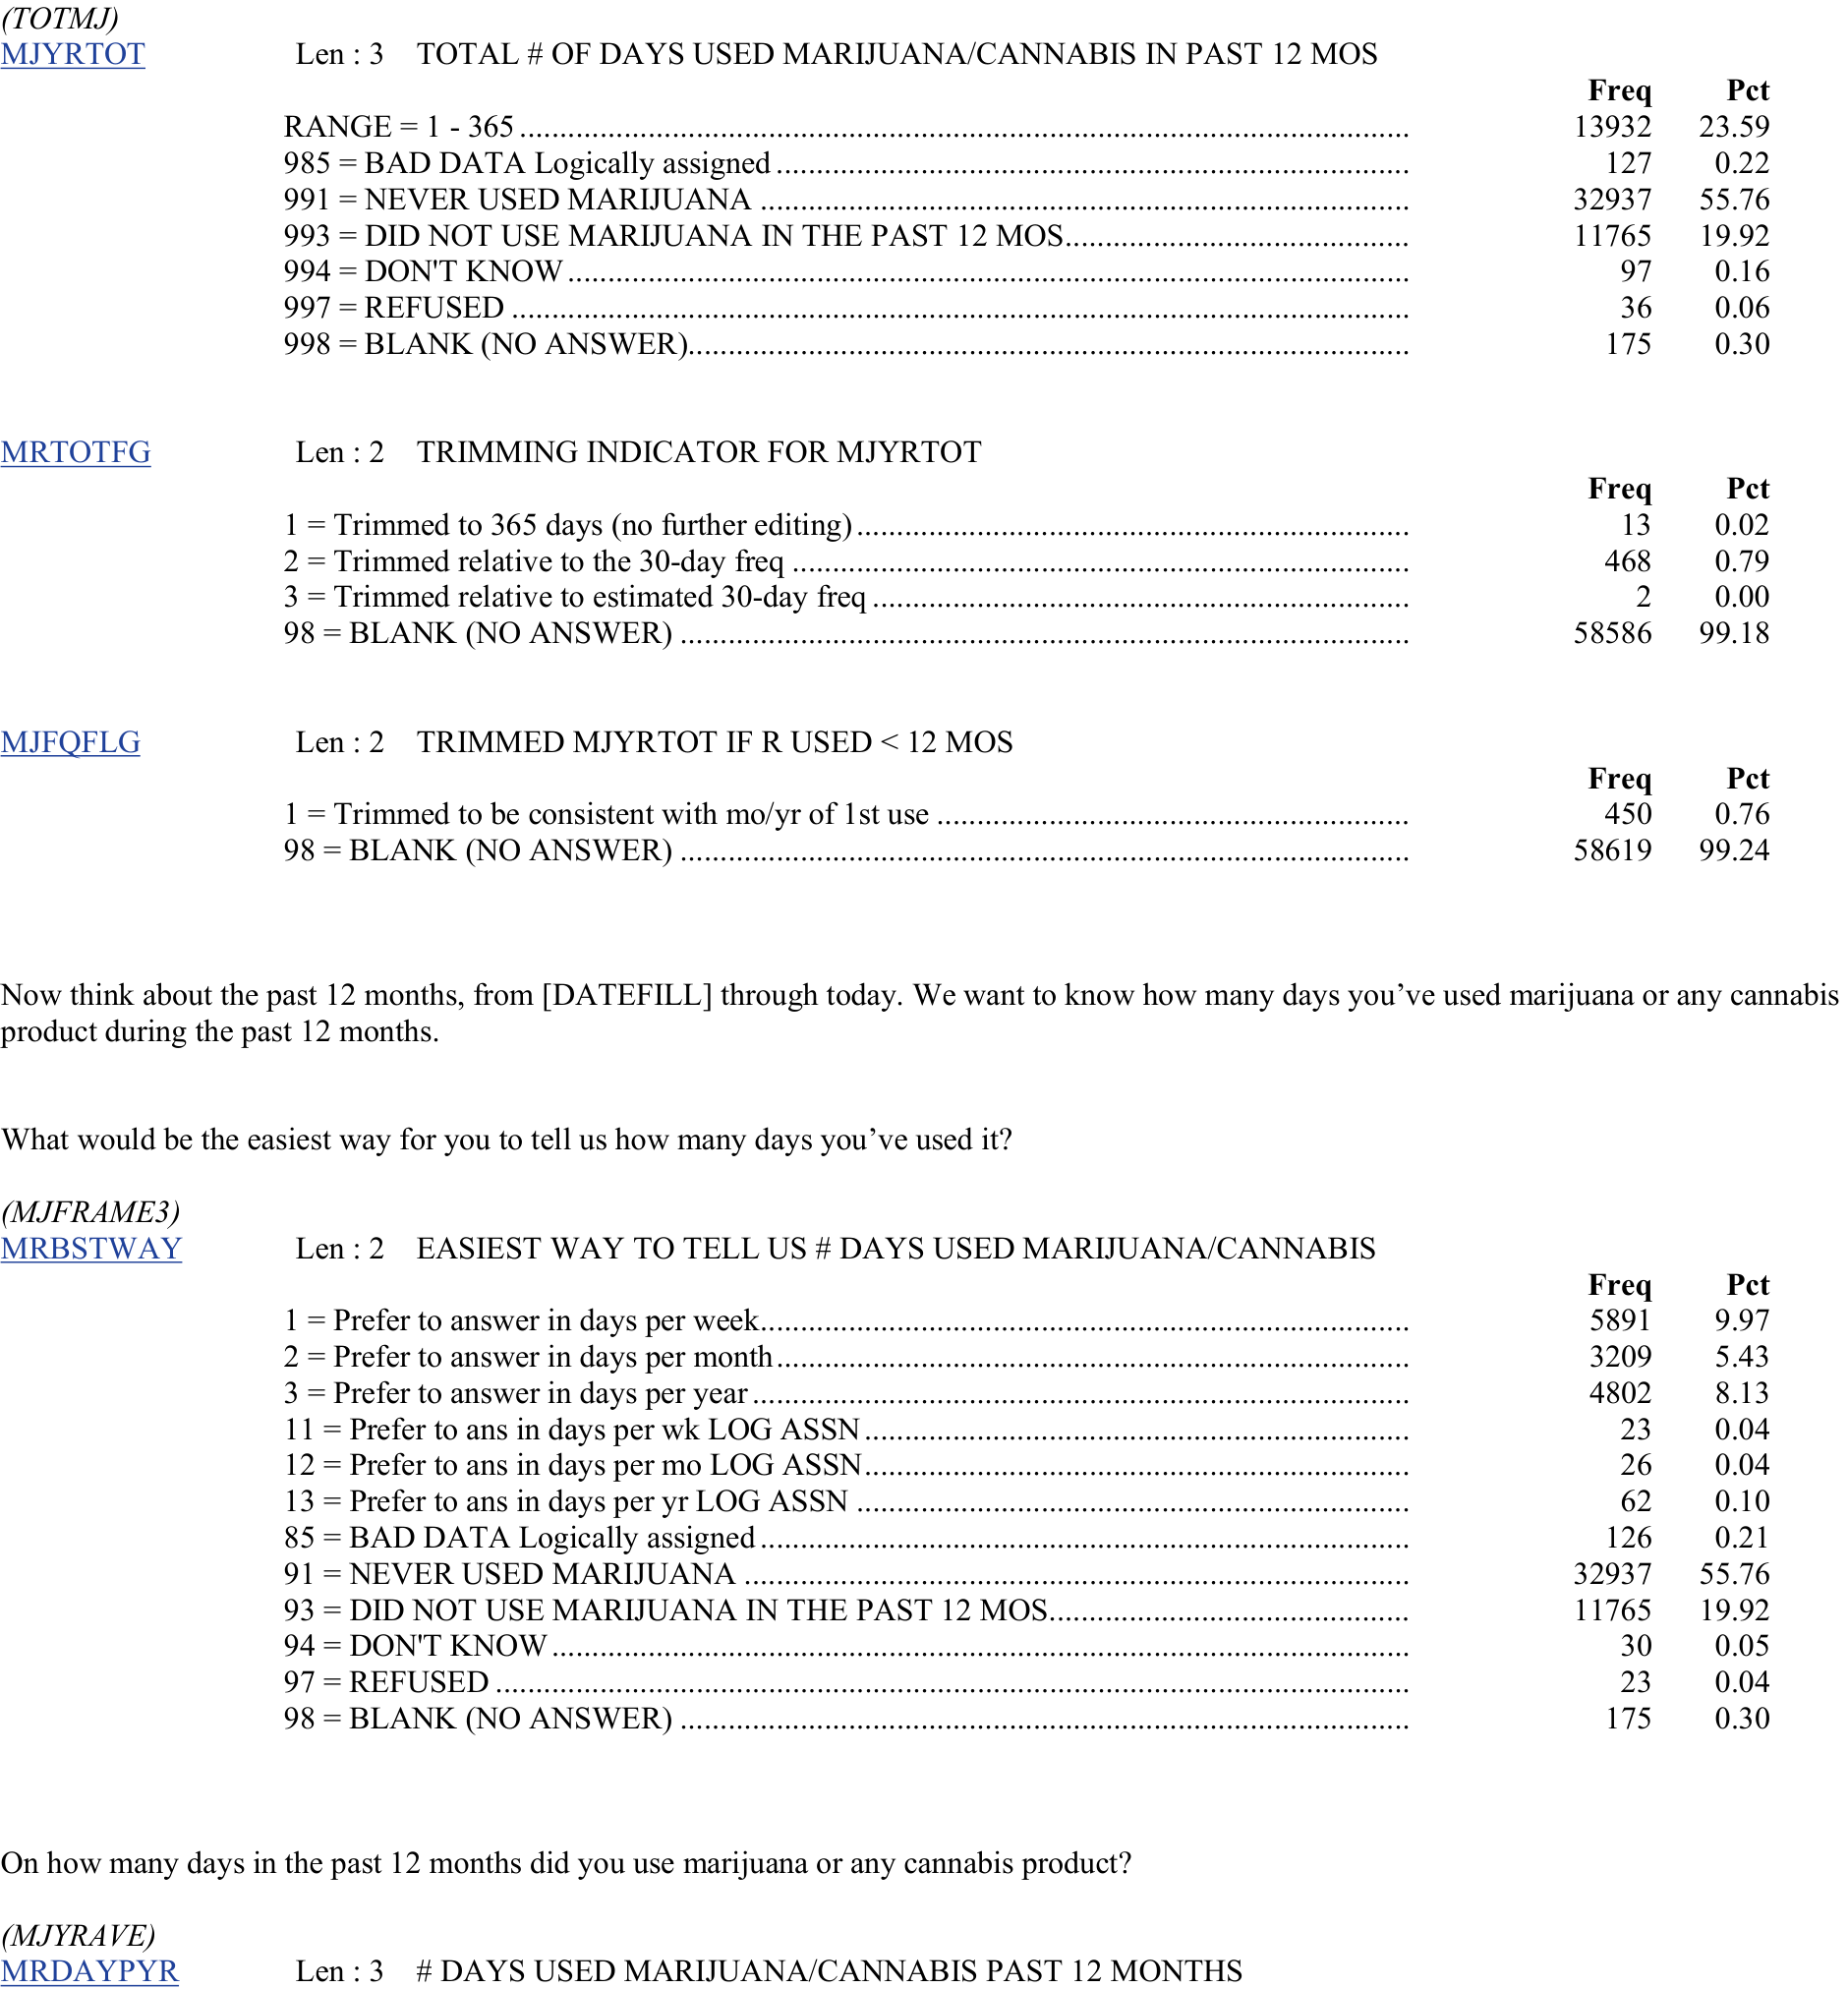 (TOTMJ)
MJYRTOT Len : 3 TOTAL # OF DAYS USED MARIJUANA/CANNABIS IN PAST 12 MOS
Freq Pct
RANGE = 1 - 365 ........ 13932 23.59
985 = BAD DATA Logically assigned ........ 127 0.22
991 = NEVER USED MARIJUANA ........ 32937 55.76
993 = DID NOT USE MARIJUANA IN THE PAST 12 MOS........ 11765 19.92
994 = DON'T KNOW ........ 97 0.16
997 = REFUSED ........ 36 0.06
998 = BLANK (NO ANSWER)........ 175 0.30
MRTOTFG Len : 2 TRIMMING INDICATOR FOR MJYRTOT
Freq Pct
1 = Trimmed to 365 days (no further editing) ........ 13 0.02
2 = Trimmed relative to the 30-day freq ........ 468 0.79
3 = Trimmed relative to estimated 30-day freq ........ 2 0.00
98 = BLANK (NO ANSWER) ........ 58586 99.18
MJFQFLG Len : 2 TRIMMED MJYRTOT IF R USED < 12 MOS
Freq Pct
1 = Trimmed to be consistent with mo/yr of 1st use ........ 450 0.76
98 = BLANK (NO ANSWER) ........ 58619 99.24
Now think about the past 12 months, from [DATEFILL] through today. We want to know how many days you’ve used marijuana or any cannabis
product during the past 12 months.
What would be the easiest way for you to tell us how many days you’ve used it?
(MJFRAME3)
MRBSTWAY Len : 2 EASIEST WAY TO TELL US # DAYS USED MARIJUANA/CANNABIS
Freq Pct
1 = Prefer to answer in days per week........ 5891 9.97
2 = Prefer to answer in days per month ........ 3209 5.43
3 = Prefer to answer in days per year ........ 4802 8.13
11 = Prefer to ans in days per wk LOG ASSN ........ 23 0.04
12 = Prefer to ans in days per mo LOG ASSN........ 26 0.04
13 = Prefer to ans in days per yr LOG ASSN ........ 62 0.10
85 = BAD DATA Logically assigned ........ 126 0.21
91 = NEVER USED MARIJUANA ........ 32937 55.76
93 = DID NOT USE MARIJUANA IN THE PAST 12 MOS........ 11765 19.92
94 = DON'T KNOW ........ 30 0.05
97 = REFUSED ........ 23 0.04
98 = BLANK (NO ANSWER) ........ 175 0.30
On how many days in the past 12 months did you use marijuana or any cannabis product?
(MJYRAVE)
MRDAYPYR Len : 3 # DAYS USED MARIJUANA/CANNABIS PAST 12 MONTHS